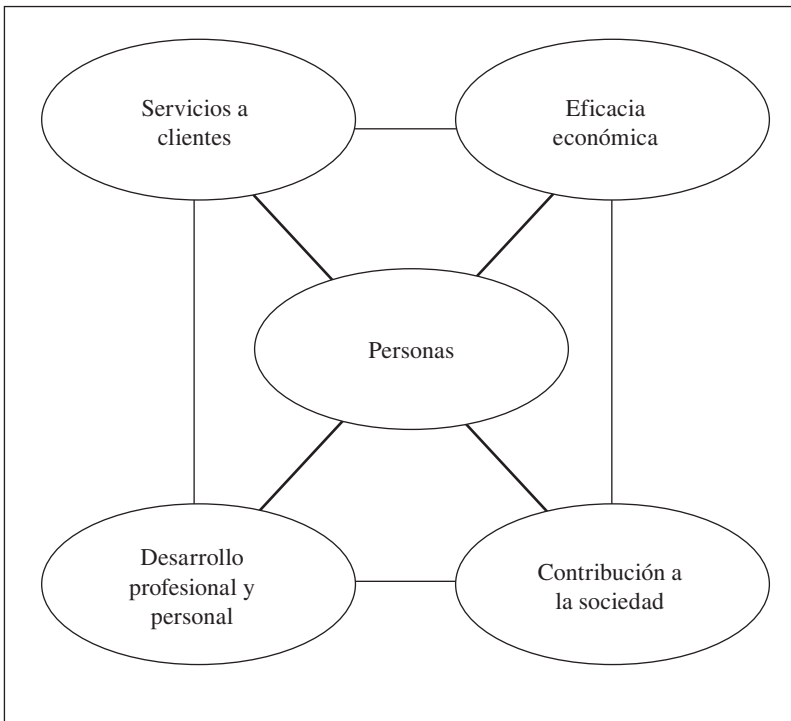 Servicios a
clientes
Eficacia
económica
Personas
Desarrollo
profesional y
personal
Contribución a
la sociedad